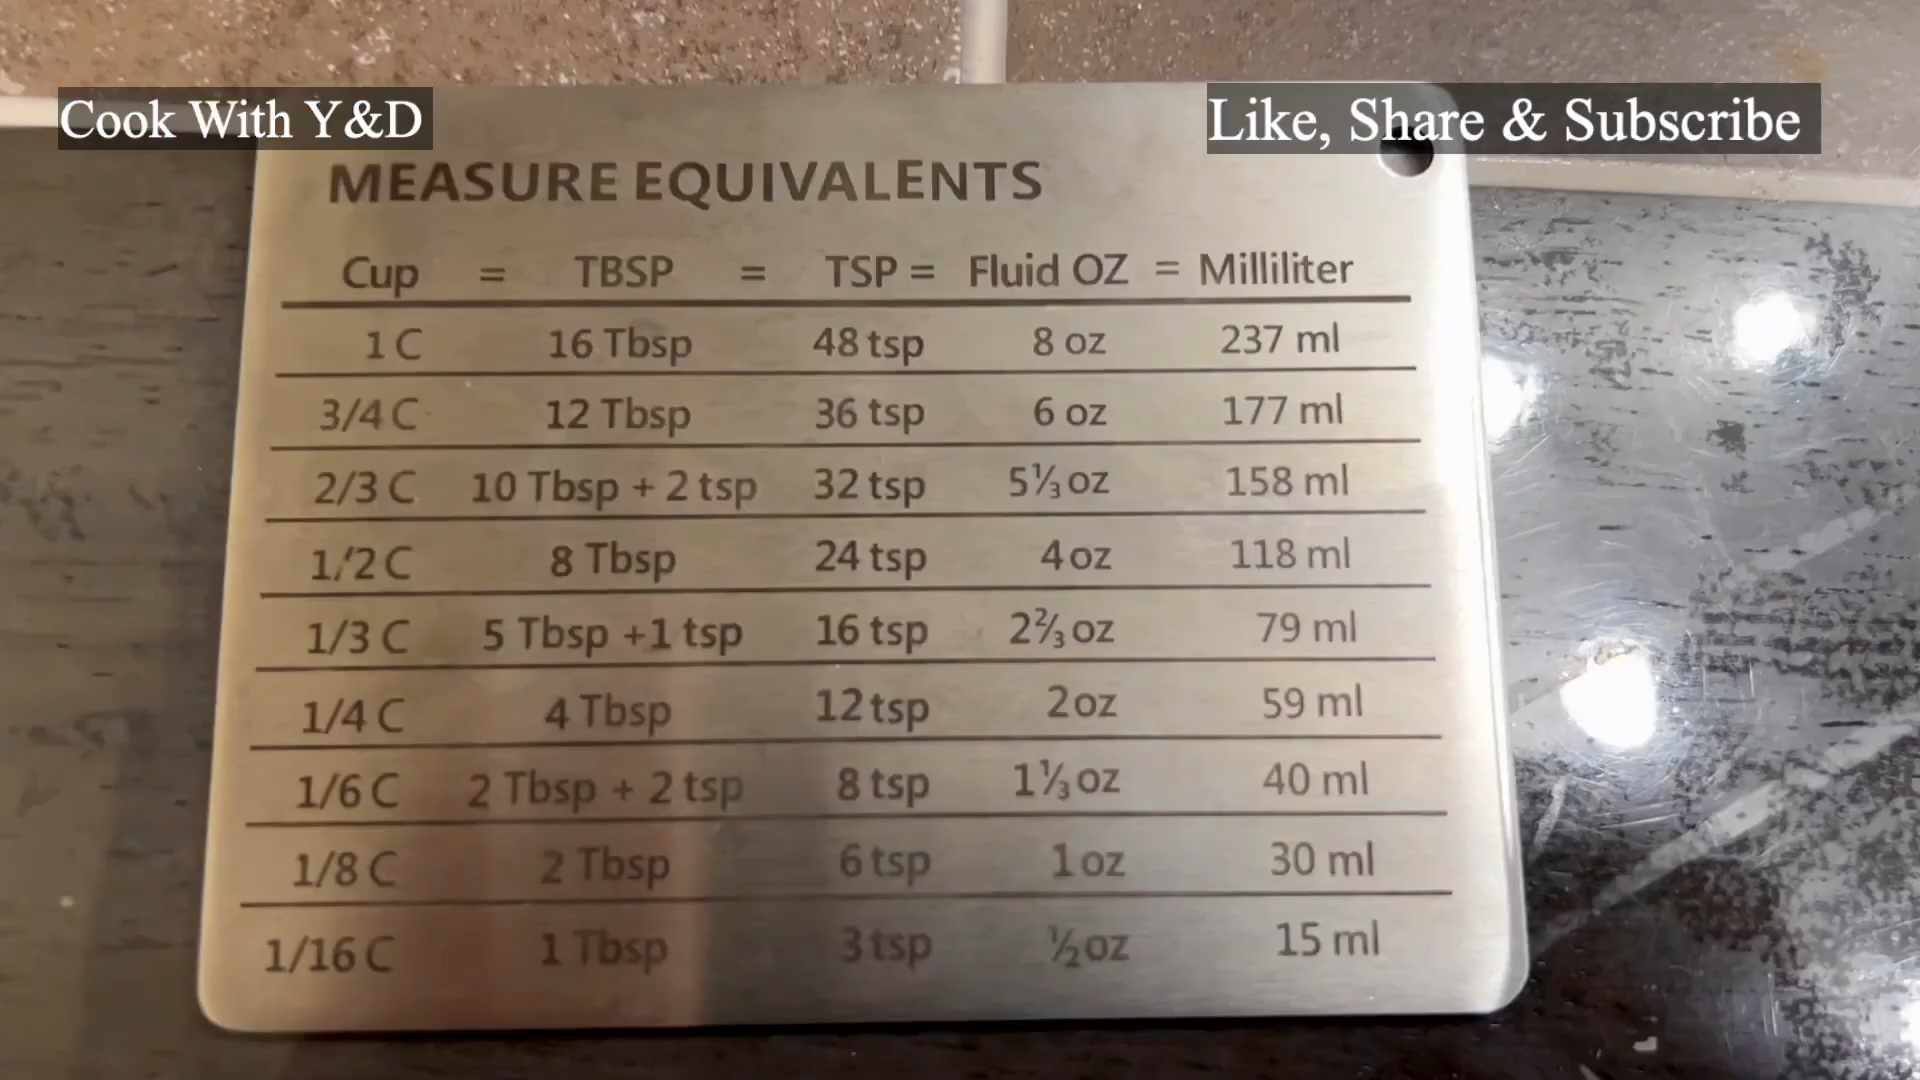 Cook With Y&D
Like, Share & Subscribe
MEASURE EQUIVALENTS
Cup = TBSP = TSP = Fluid OZ = Milliliter
1 C 16 Tbsp 48 tsp 8 oz 237 ml
3/4 C 12 Tbsp 36 tsp 6 oz 177 ml
2/3 C 10 Tbsp + 2 tsp 32 tsp 5⅓ oz 158 ml
1/2 C 8 Tbsp 24 tsp 4 oz 118 ml
1/3 C 5 Tbsp +1 tsp 16 tsp 2⅔ oz 79 ml
1/4 C 4 Tbsp 12 tsp 2 oz 59 ml
1/6 C 2 Tbsp + 2 tsp 8 tsp 1⅓ oz 40 ml
1/8 C 2 Tbsp 6 tsp 1 oz 30 ml
1/16 C 1 Tbsp 3 tsp ½ oz 15 ml